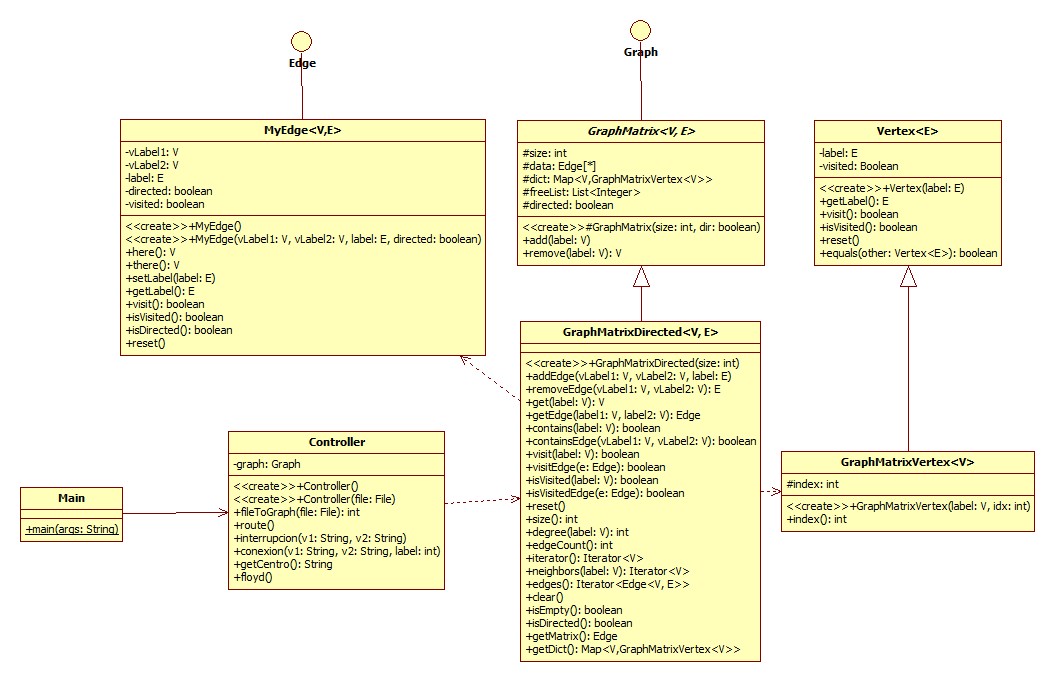 Edge
Graph
MyEdge<V,E>
-vLabel1: V
-vLabel2: V
-label: E
-directed: boolean
-visited: boolean
<<create>>+MyEdge()
<<create>>+MyEdge(vLabel1: V, vLabel2: V, label: E, directed: boolean)
+here(): V
+there(): V
+setLabel(label: E)
+getLabel(): E
+visit(): boolean
+isVisited(): boolean
+isDirected(): boolean
+reset()
GraphMatrix<V, E>
#size: int
#data: Edge[*]
#dict: Map<V,GraphMatrixVertex<V>>
#freeList: List<Integer>
#directed: boolean
<<create>>#GraphMatrix(size: int, dir: boolean)
+add(label: V)
+remove(label: V): V
Vertex<E>
-label: E
-visited: Boolean
<<create>>+Vertex(label: E)
+getLabel(): E
+visit(): boolean
+isVisited(): boolean
+reset()
+equals(other: Vertex<E>): boolean
GraphMatrixDirected<V, E>
<<create>>+GraphMatrixDirected(size: int)
+addEdge(vLabel1: V, vLabel2: V, label: E)
+removeEdge(vLabel1: V, vLabel2: V): E
+get(label: V): V
+getEdge(label1: V, label2: V): Edge
+contains(label: V): boolean
+containsEdge(vLabel1: V, vLabel2: V): boolean
+visit(label: V): boolean
+visitEdge(e: Edge): boolean
+isVisited(label: V): boolean
+isVisitedEdge(e: Edge): boolean
+reset()
+size(): int
+degree(label: V): int
+edgeCount(): int
+iterator(): Iterator<V>
+neighbors(label: V): Iterator<V>
+edges(): Iterator<Edge<V, E>>
+clear()
+isEmpty(): boolean
+isDirected(): boolean
+getMatrix(): Edge
+getDict(): Map<V,GraphMatrixVertex<V>>
Controller
-graph: Graph
<<create>>+Controller()
<<create>>+Controller(file: File)
+fileToGraph(file: File): int
+route()
+interrupcion(v1: String, v2: String)
+conexion(v1: String, v2: String, label: int)
+getCentro(): String
+floyd()
Main
+main(args: String)
GraphMatrixVertex<V>
#index: int
<<create>>+GraphMatrixVertex(label: V, idx: int)
+index(): int